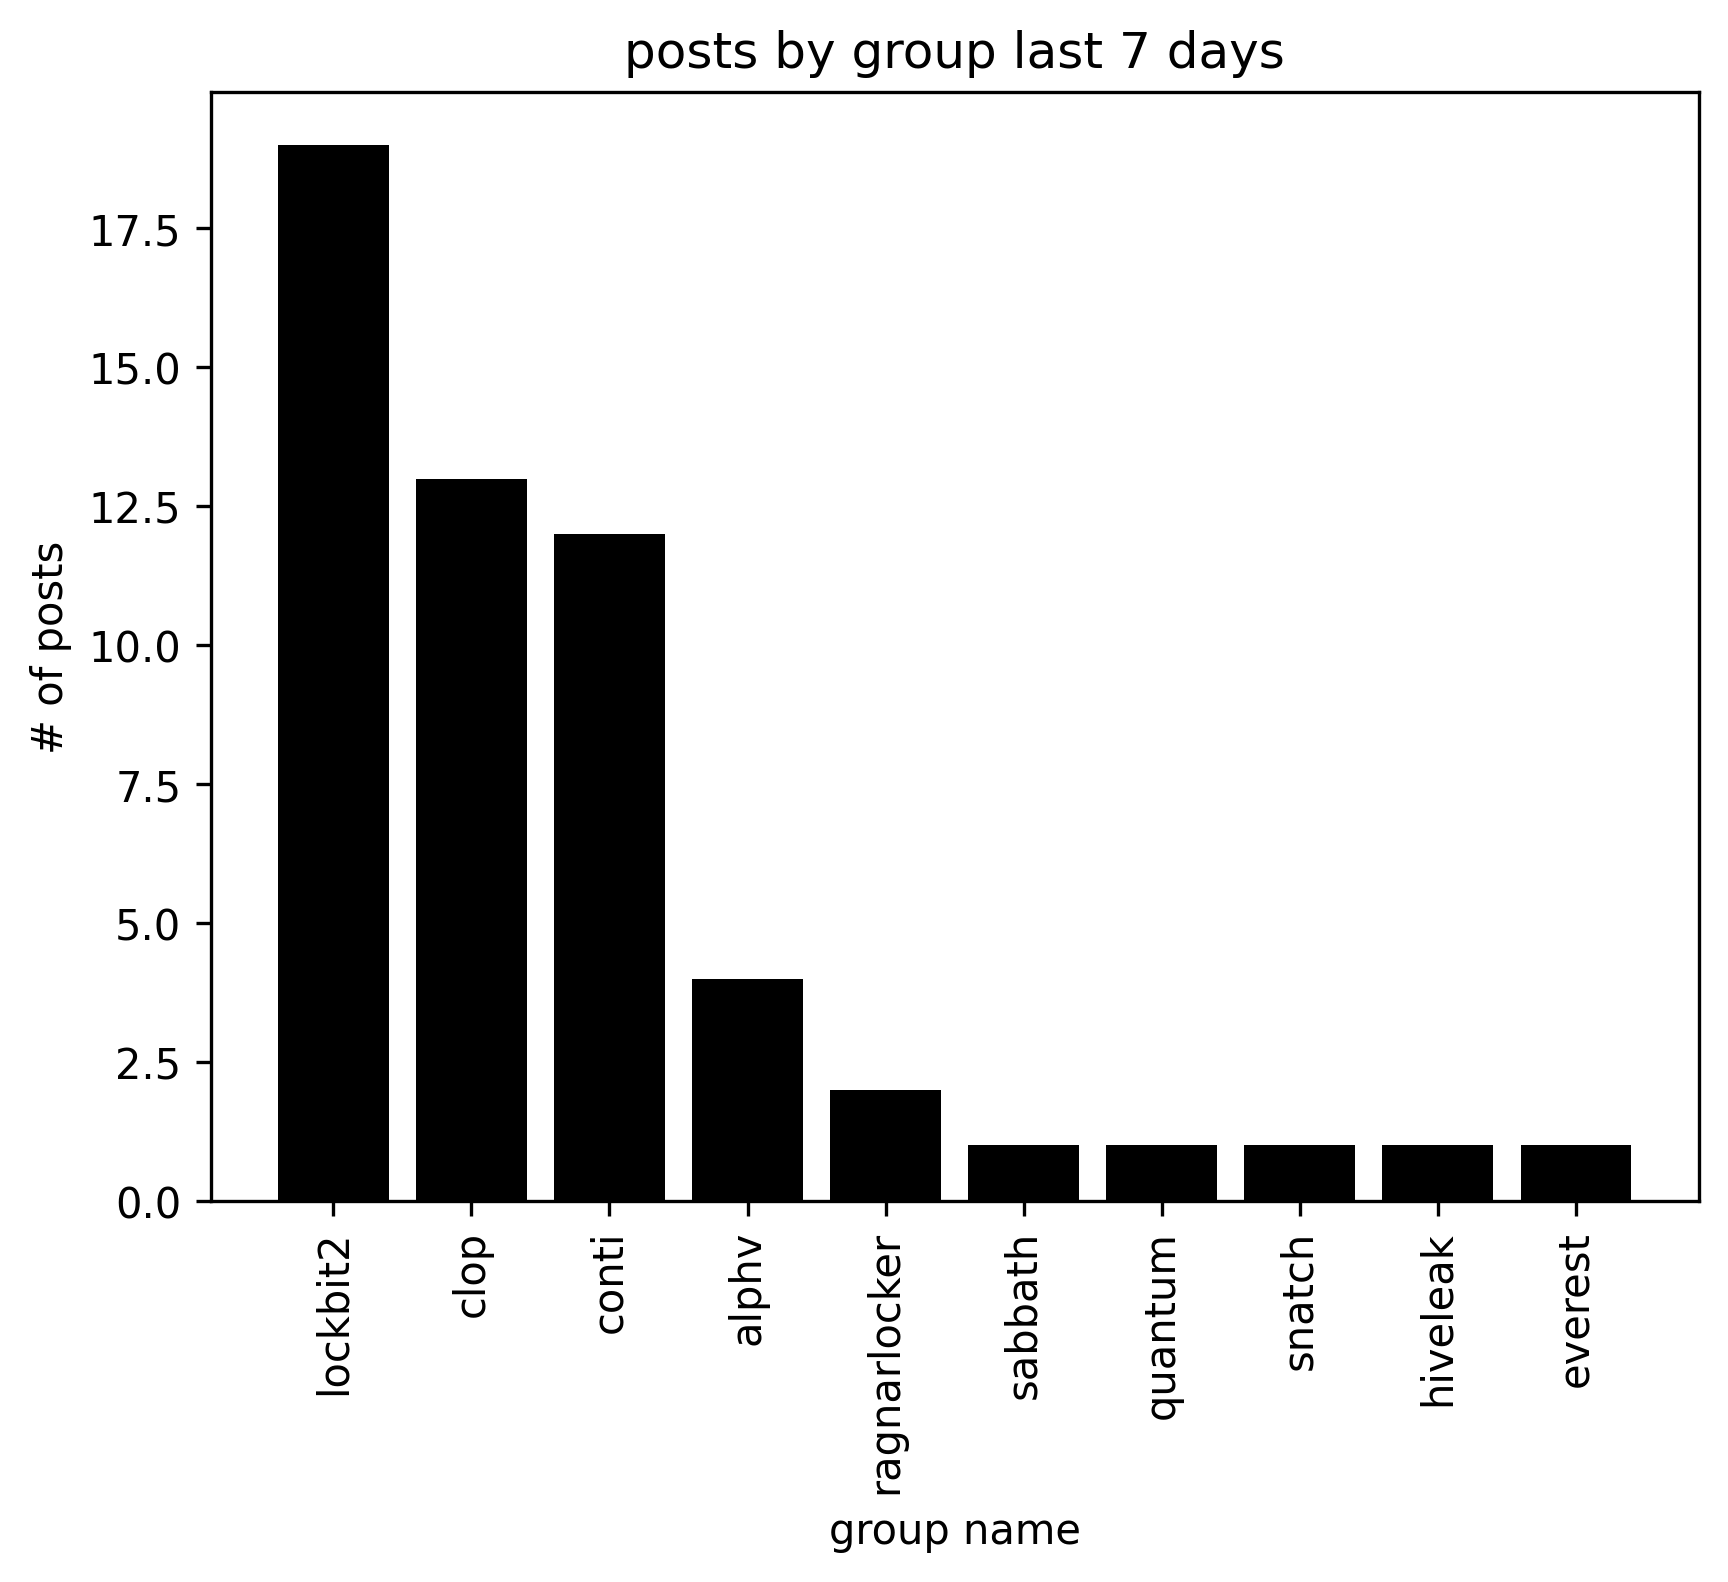 posts by group last 7 days
# of posts
17.5
15.0
12.5
10.0
7.5
5.0
2.5
0.0
lockbit2
clop
conti
alphv
ragnarlocker
sabbath
quantum
snatch
hiveleak
everest
group name